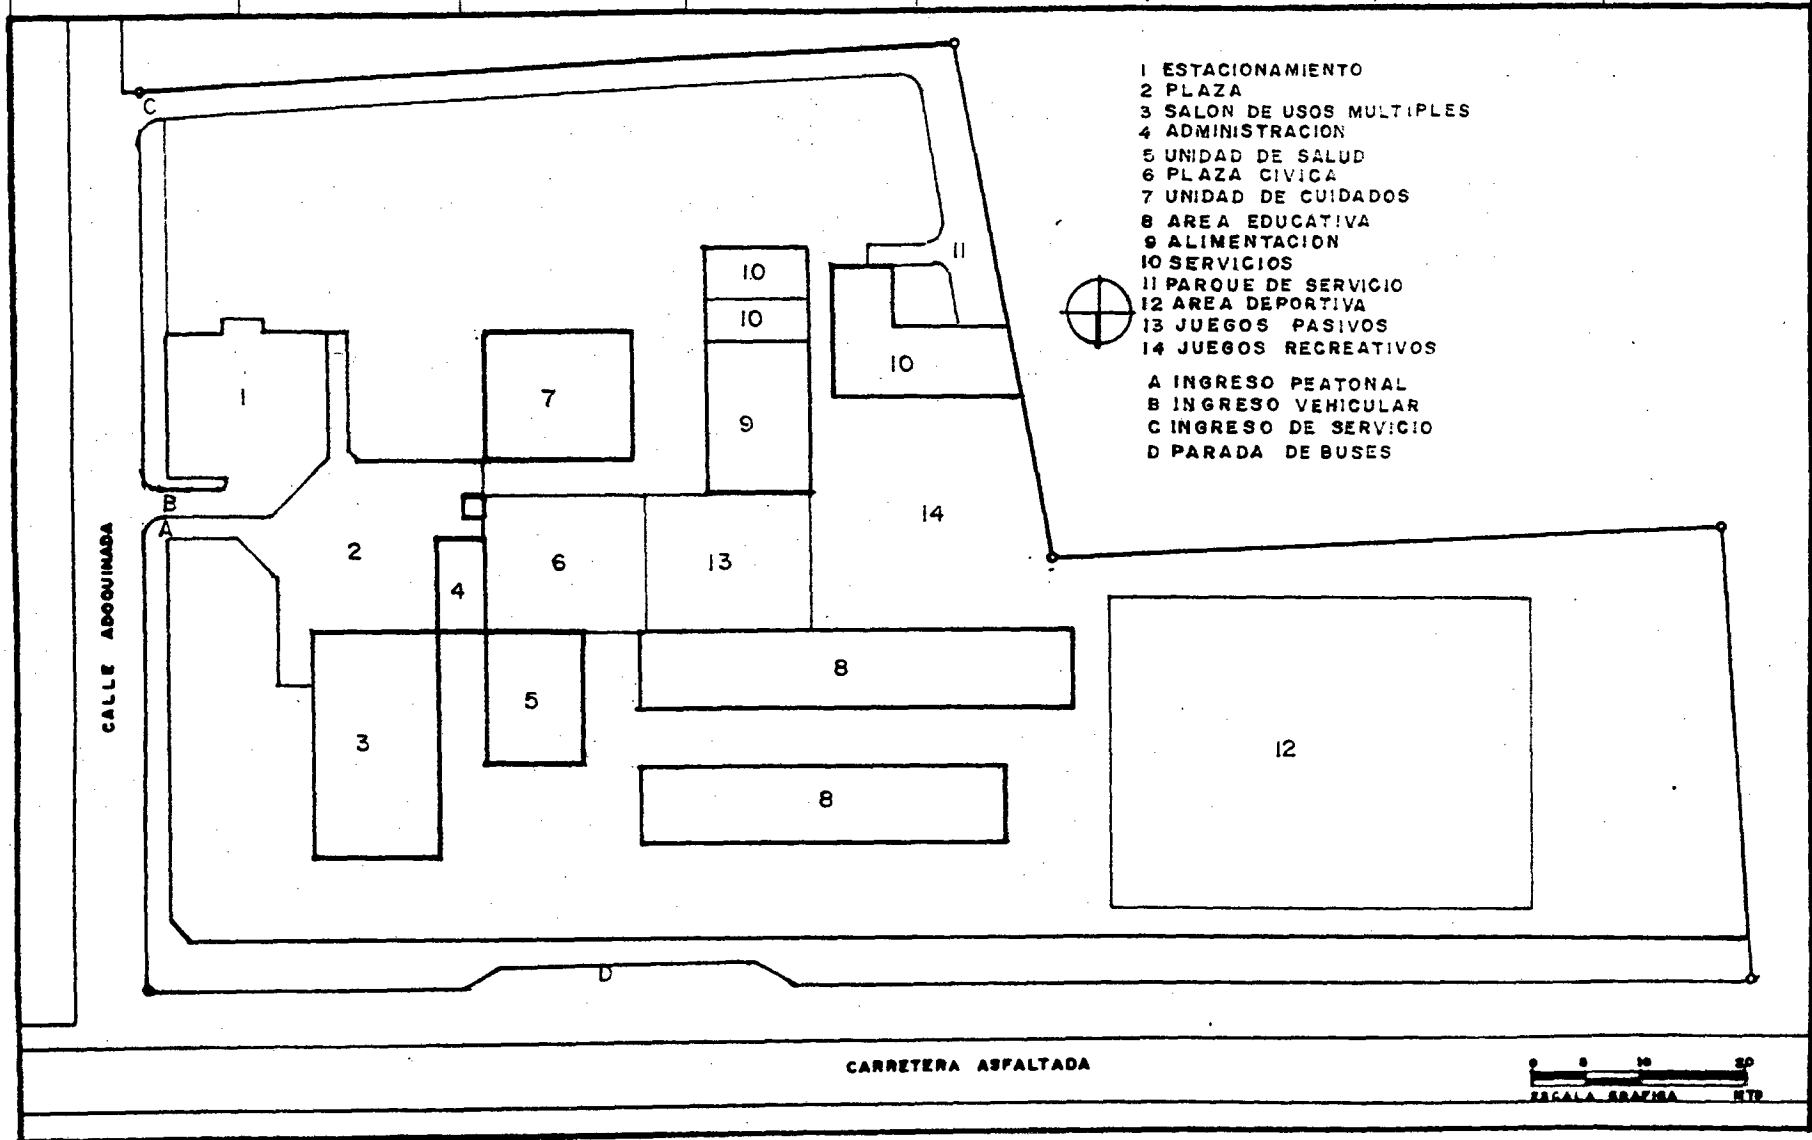 1 ESTACIONAMIENTO
2 PLAZA
3 SALON DE USOS MULTIPLES
4 ADMINISTRACION
5 UNIDAD DE SALUD
6 PLAZA CIVICA
7 UNIDAD DE CUIDADOS
8 AREA EDUCATIVA
9 ALIMENTACION
10 SERVICIOS
11 PARQUE DE SERVICIO
12 AREA DEPORTIVA
13 JUEGOS PASIVOS
14 JUEGOS RECREATIVOS
A INGRESO PEATONAL
B INGRESO VEHICULAR
C INGRESO DE SERVICIO
D PARADA DE BUSES
C
11
10
10
10
1
7
9
B
A
2
4
6
13
14
8
5
3
12
8
D
CALLE ADOQUINADA
CARRETERA ASFALTADA
0 5 10 20
ESCALA GRAFICA MTS